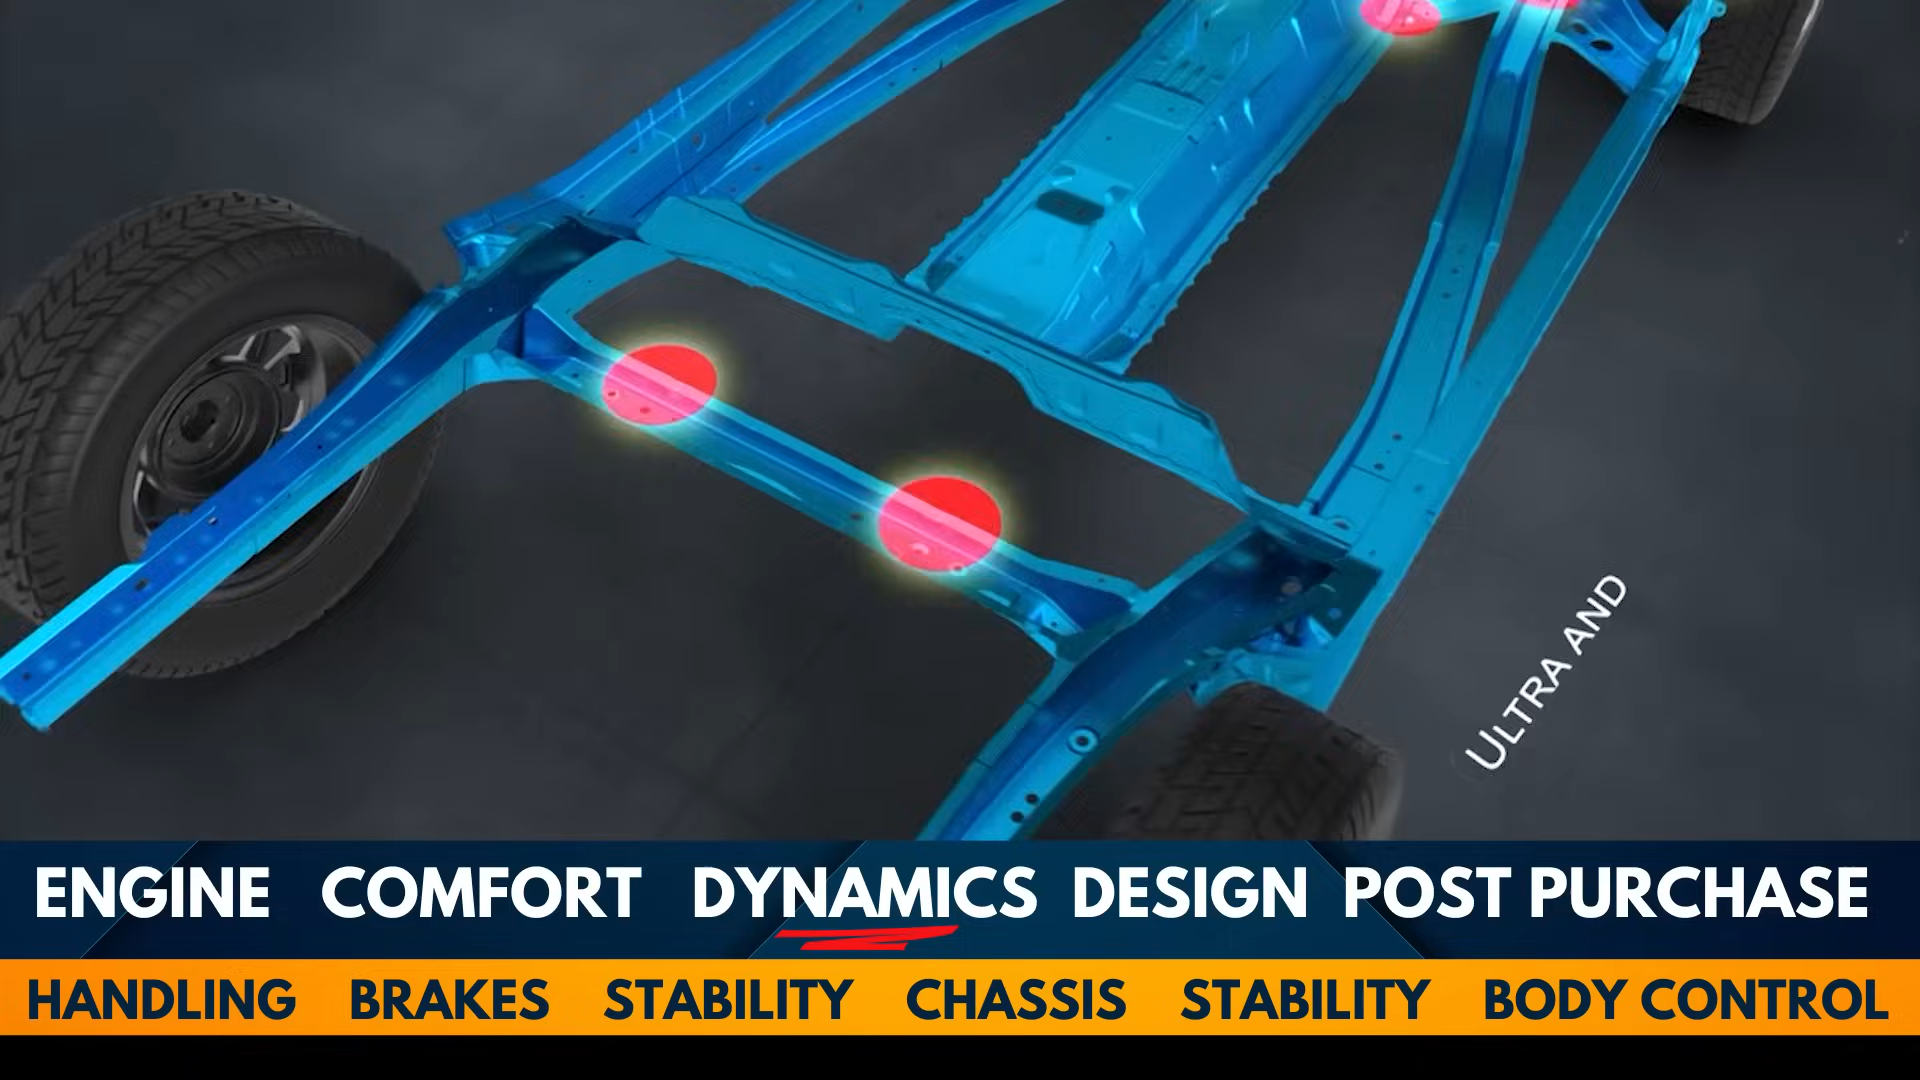 ULTRA AND
ENGINE COMFORT DYNAMICS DESIGN POST PURCHASE
HANDLING BRAKES STABILITY CHASSIS STABILITY BODY CONTROL